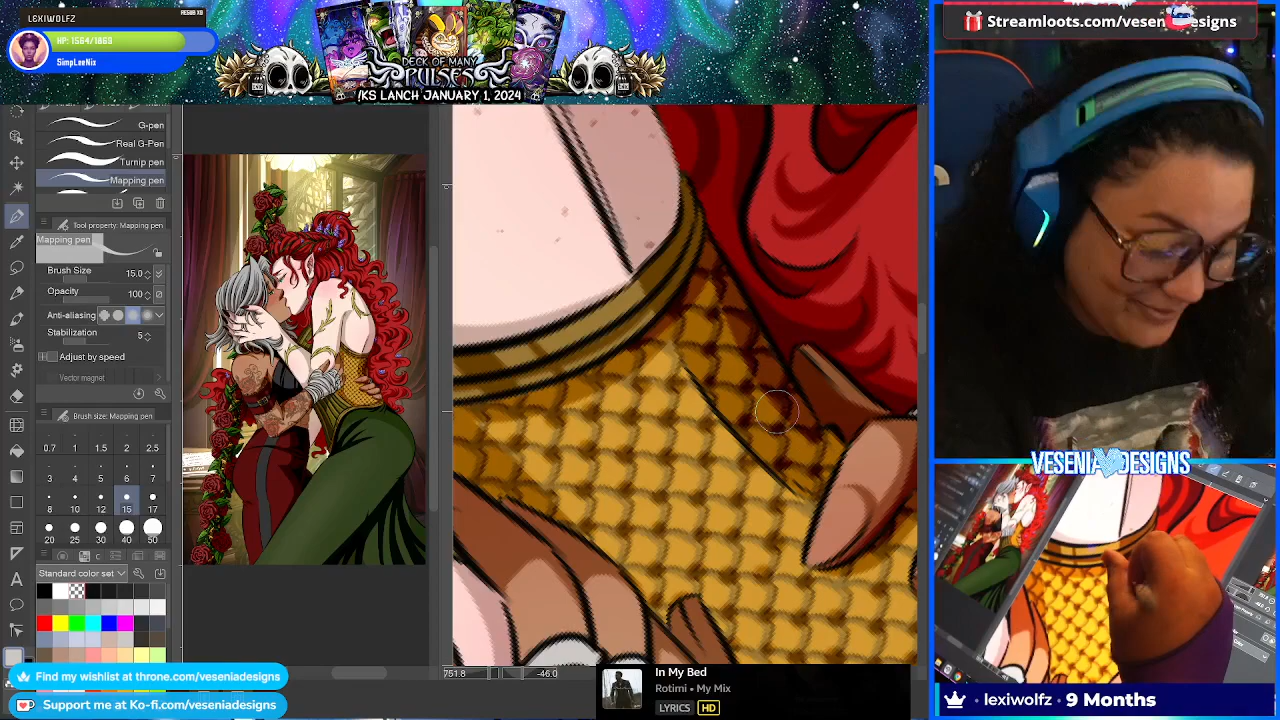 LEXIWOLFZ
HP: 1564/1869
SimpLeeNix
DECK OF MANY
PULSES
!KS LANCH JANUARY 1, 2024
Streamloots.com/vesen designs
G-pen
Real G-Pen
Turnip pen
Mapping pen
Tool property: Mapping pen
Mapping pen
Brush Size 15.0
Opacity 100
Anti-aliasing
Stabilization 5
Adjust by speed
Vector magnet
Brush size: Mapping pen
0.7 1 1.5 2 2.5
3 4 5 6 7
8 10 12 15 17
20 25 30 40 50
Standard color set
751.8 -46.0
Find my wishlist at throne.com/veseniadesigns
Support me at Ko-fi.com/veseniadesigns
In My Bed
Rotimi • My Mix
LYRICS HD
VESENIA DESIGNS
lexiwolfz 9 Months